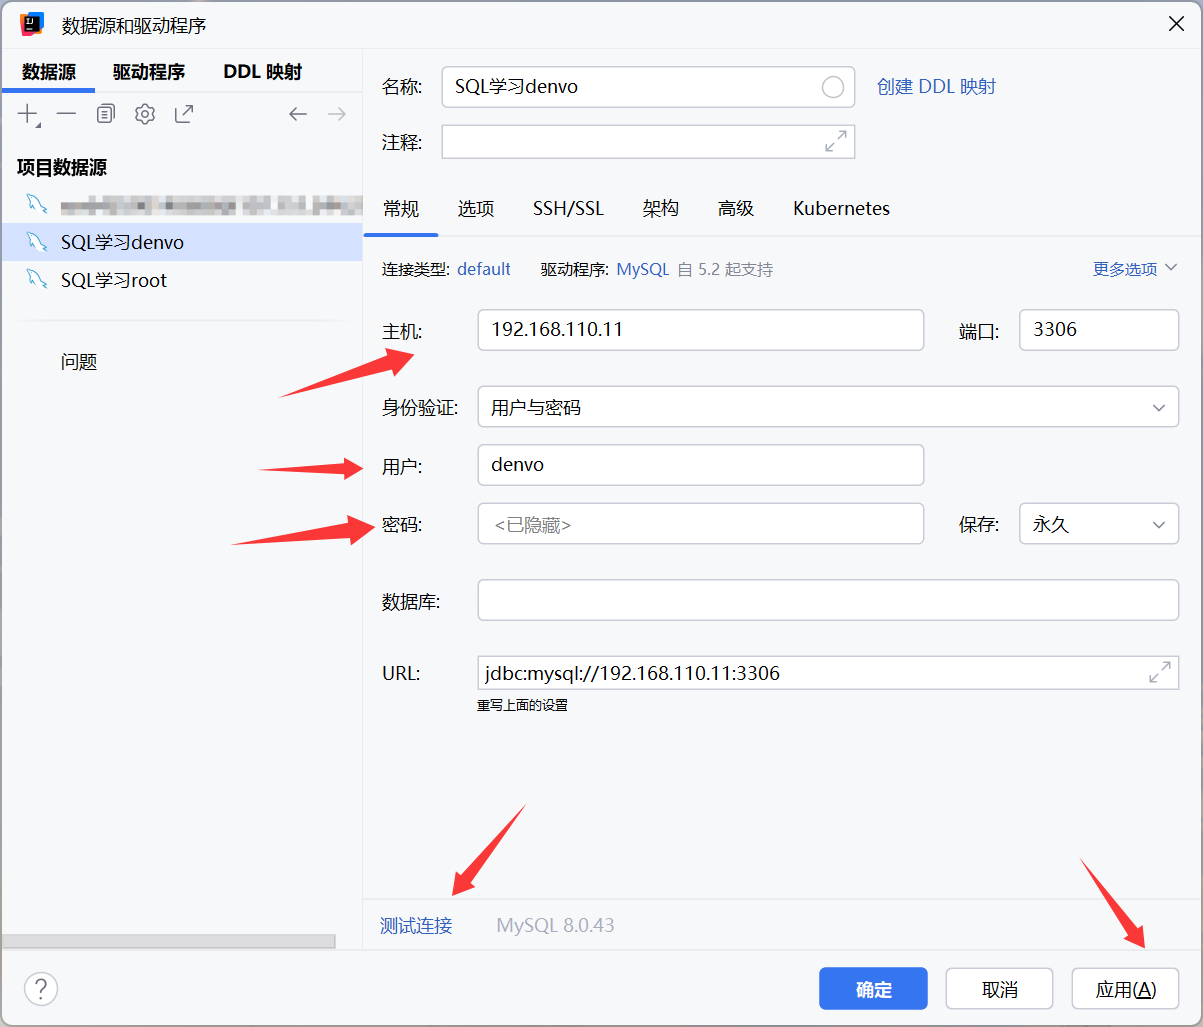 数据源和驱动程序
数据源 驱动程序 DDL 映射
项目数据源
SQL学习denvo
SQL学习root
问题
名称: SQL学习denvo 创建 DDL 映射
注释:
常规 选项 SSH/SSL 架构 高级 Kubernetes
连接类型: default 驱动程序: MySQL 自 5.2 起支持 更多选项
主机: 192.168.110.11 端口: 3306
身份验证: 用户与密码
用户: denvo
密码: <已隐藏> 保存: 永久
数据库:
URL: jdbc:mysql://192.168.110.11:3306
重写上面的设置
测试连接 MySQL 8.0.43
? 确定 取消 应用(A)